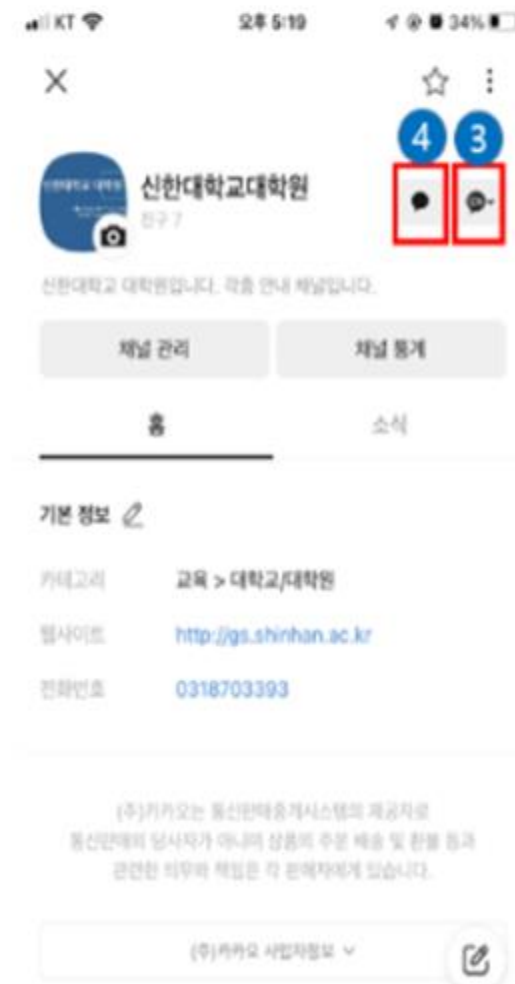 KT 오후 5:19 34%
4 3
신한대학교대학원
친구 7
신한대학교 대학원입니다. 각종 안내 채널입니다.
채널 관리 채널 통계
홈 소식
기본 정보
카테고리 교육 > 대학교/대학원
웹사이트 http://gs.shinhan.ac.kr
전화번호 0318703393
(주)카카오는 통신판매중개시스템의 제공자로
통신판매의 당사자가 아니며 상품의 주문 배송 및 환불 등과
관련한 의무와 책임은 각 판매자에게 있습니다.
(주)카카오 사업자정보